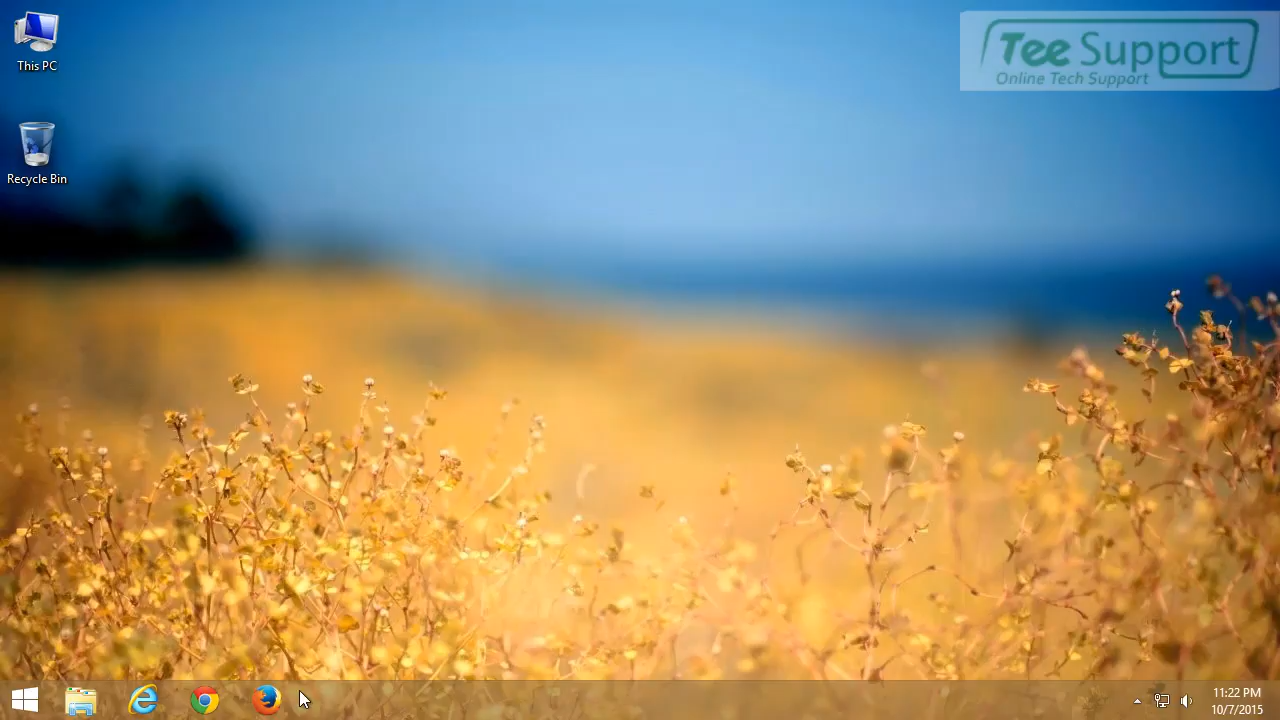 This PC
Recycle Bin
Tee Support
Online Tech Support
11:22 PM
10/7/2015